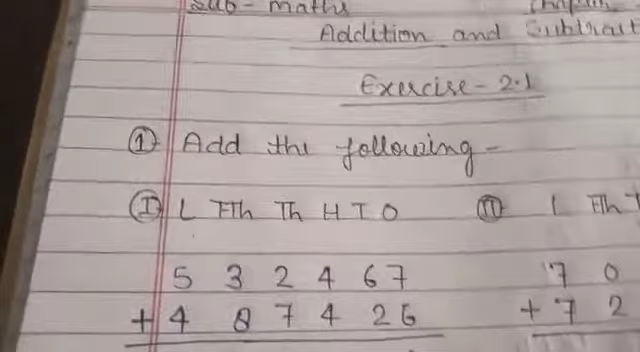 Sub - maths Chapter
Addition and Subtract
Exercise - 2.1
① Add the following -
Ⓘ L TTh Th H T O Ⓘ L TTh T
5 3 2 4 6 7 7 0
+ 4 8 7 4 2 6 + 7 2